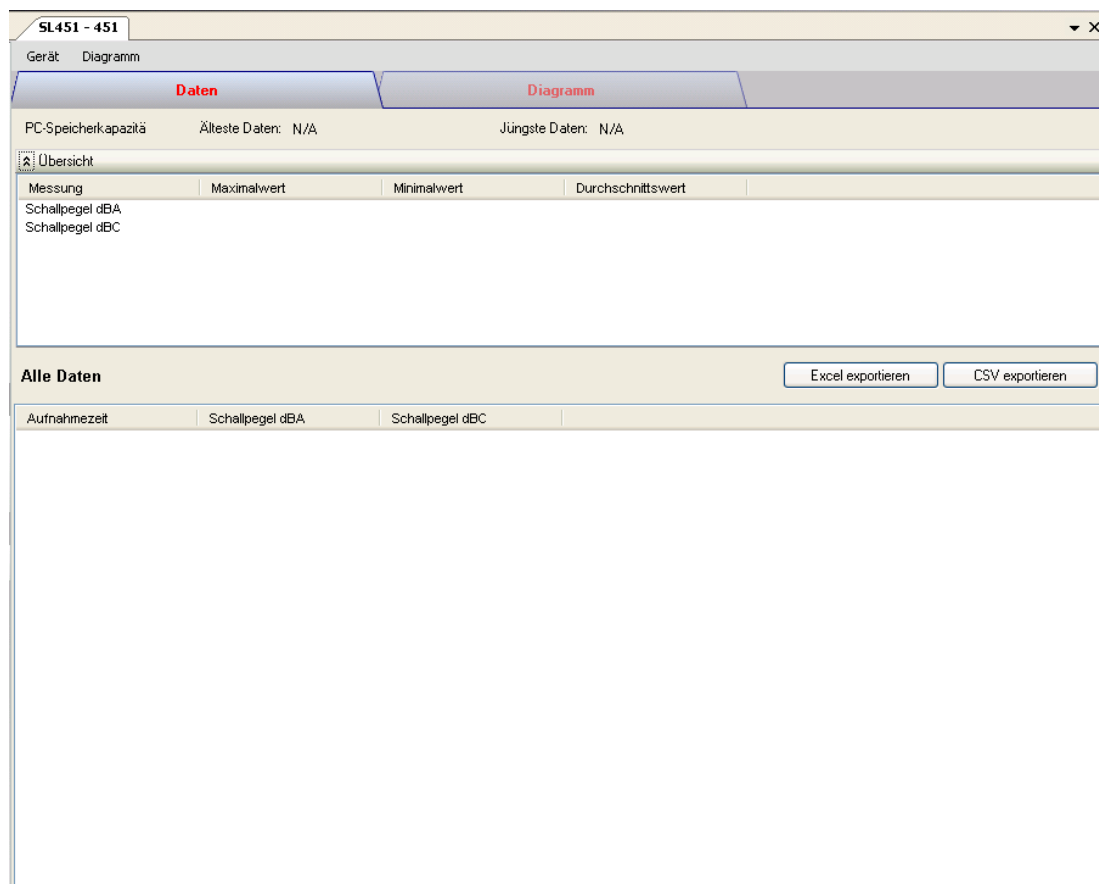 SL451 - 451
Gerät Diagramm
Daten Diagramm
PC-Speicherkapazitä Älteste Daten: N/A Jüngste Daten: N/A
Übersicht
Messung Maximalwert Minimalwert Durchschnittswert
Schallpegel dBA
Schallpegel dBC
Alle Daten Excel exportieren CSV exportieren
Aufnahmezeit Schallpegel dBA Schallpegel dBC